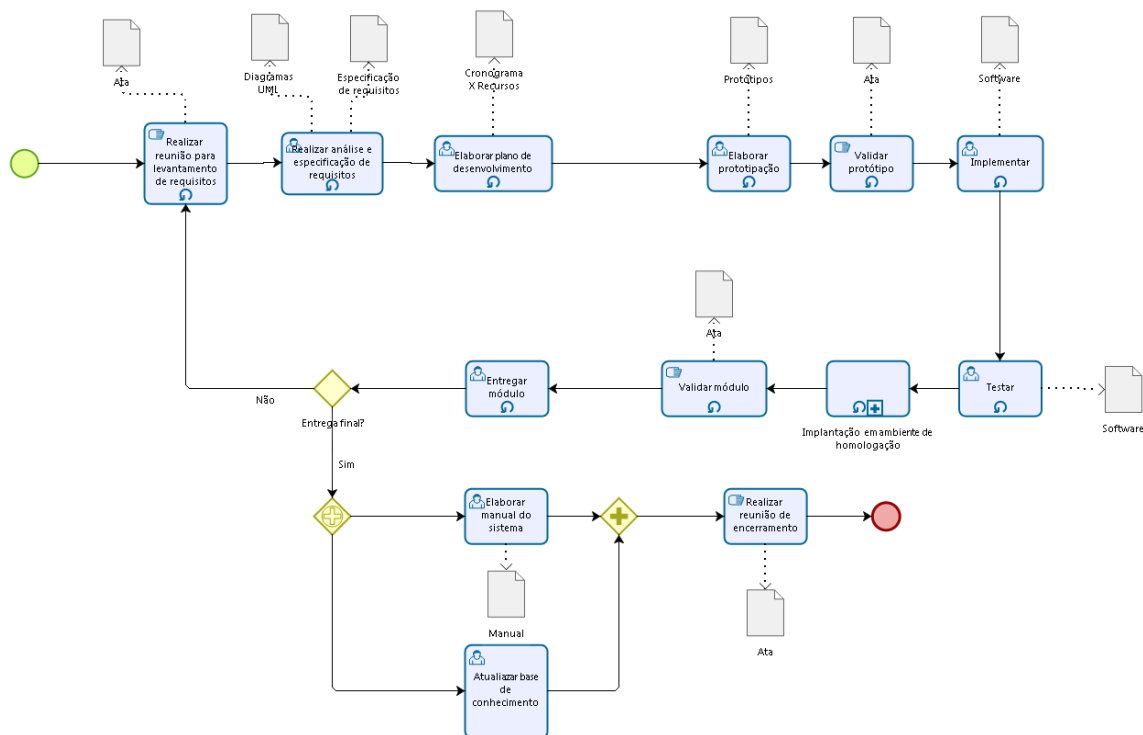 Ata
Diagramas
UML
Especificação
de requisitos
Cronograma
X Recursos
Protótipos
Ata
Software
Realizar
reunião para
levantamento
de requisitos
Realizar análise e
especificação de
requisitos
Elaborar plano de
desenvolvimento
Elaborar
prototipação
Validar
protótipo
Implementar
Ata
Não
Entrega final?
Entregar
módulo
Validar módulo
Implantação em ambiente de
homologação
Testar
Software
Sim
Elaborar
manual do
sistema
Realizar
reunião de
encerramento
Manual
Ata
Atualiazar base
de
conhecimento